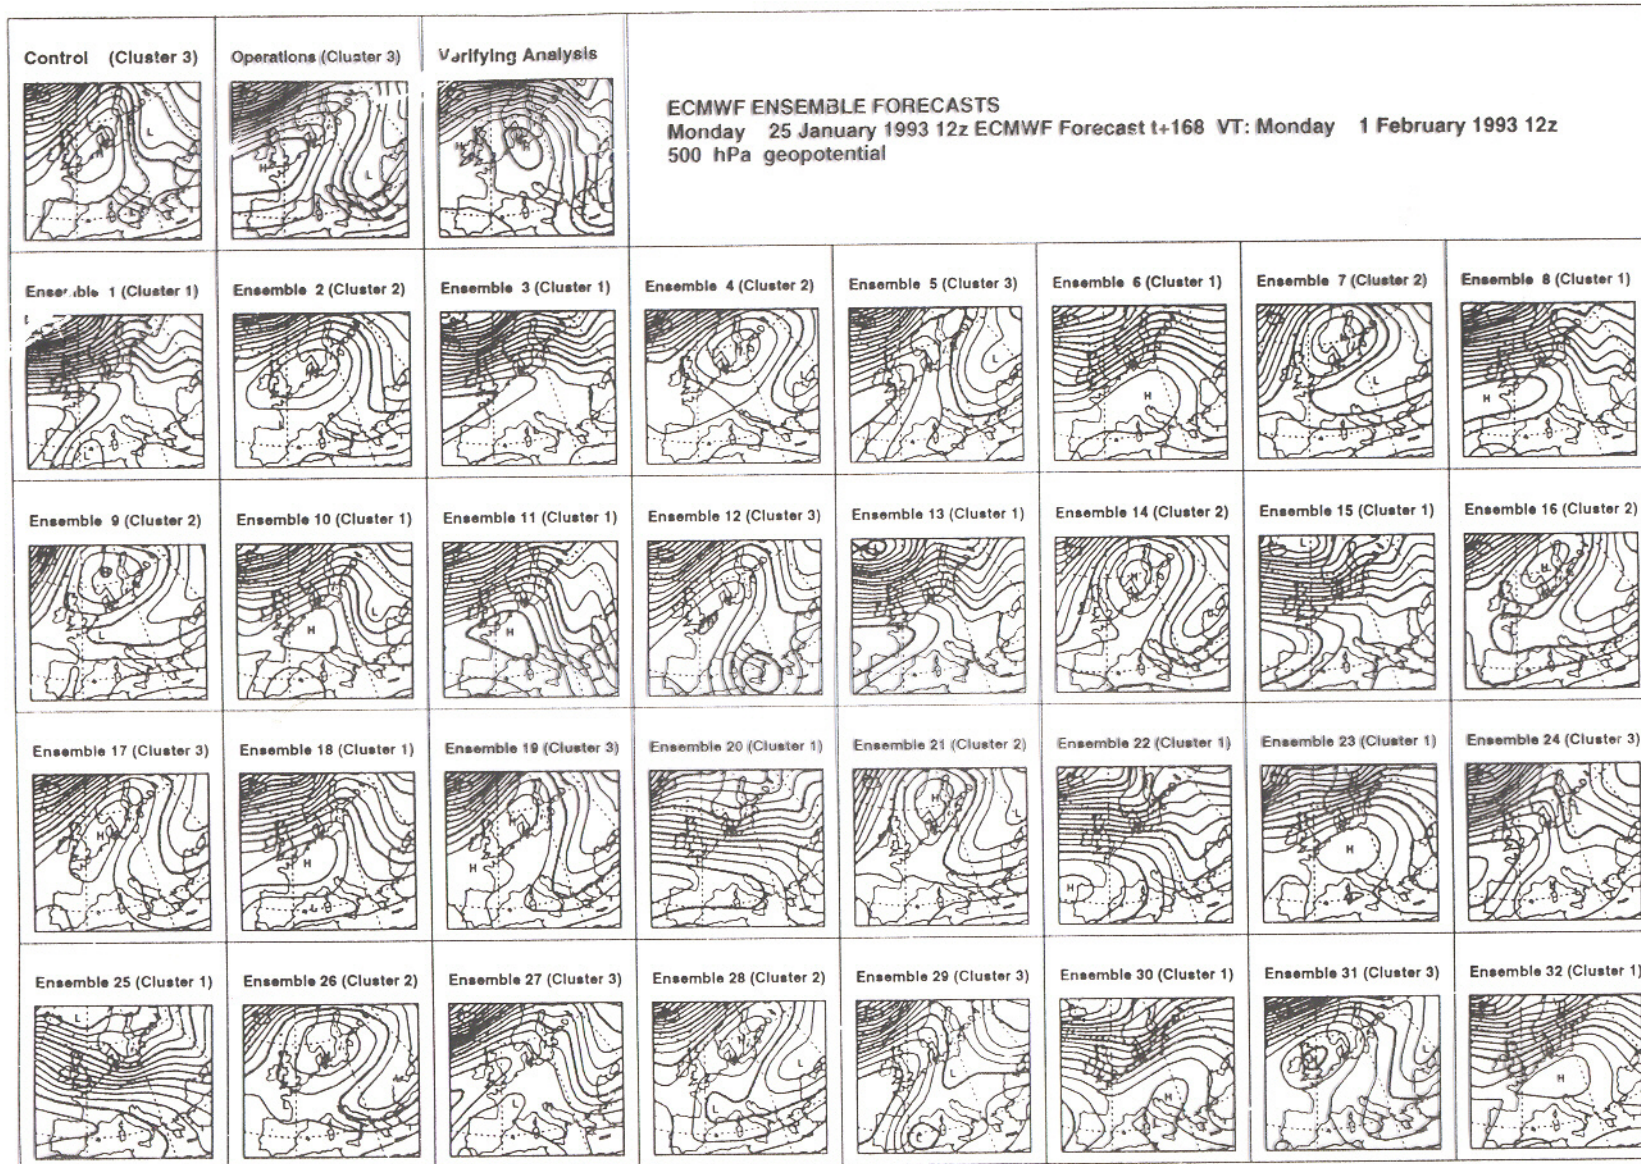 Control (Cluster 3)
Operations (Cluster 3)
Verifying Analysis
ECMWF ENSEMBLE FORECASTS
Monday 25 January 1993 12z ECMWF Forecast t+168 VT: Monday 1 February 1993 12z
500 hPa geopotential
Ensemble 1 (Cluster 1)
Ensemble 2 (Cluster 2)
Ensemble 3 (Cluster 1)
Ensemble 4 (Cluster 2)
Ensemble 5 (Cluster 3)
Ensemble 6 (Cluster 1)
Ensemble 7 (Cluster 2)
Ensemble 8 (Cluster 1)
Ensemble 9 (Cluster 2)
Ensemble 10 (Cluster 1)
Ensemble 11 (Cluster 1)
Ensemble 12 (Cluster 3)
Ensemble 13 (Cluster 1)
Ensemble 14 (Cluster 2)
Ensemble 15 (Cluster 1)
Ensemble 16 (Cluster 2)
Ensemble 17 (Cluster 3)
Ensemble 18 (Cluster 1)
Ensemble 19 (Cluster 3)
Ensemble 20 (Cluster 1)
Ensemble 21 (Cluster 2)
Ensemble 22 (Cluster 1)
Ensemble 23 (Cluster 1)
Ensemble 24 (Cluster 3)
Ensemble 25 (Cluster 1)
Ensemble 26 (Cluster 2)
Ensemble 27 (Cluster 3)
Ensemble 28 (Cluster 2)
Ensemble 29 (Cluster 3)
Ensemble 30 (Cluster 1)
Ensemble 31 (Cluster 3)
Ensemble 32 (Cluster 1)